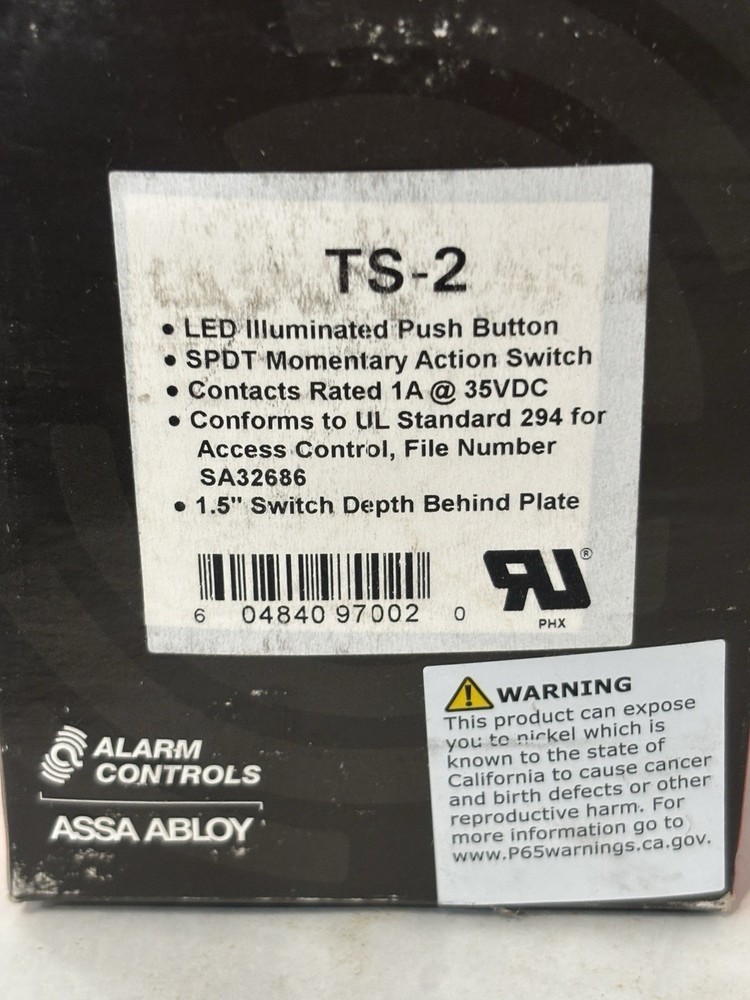 TS-2
• LED Illuminated Push Button
• SPDT Momentary Action Switch
• Contacts Rated 1A @ 35VDC
• Conforms to UL Standard 294 for
Access Control, File Number
SA32686
• 1.5" Switch Depth Behind Plate
6 04840 97002 0
RU®
PHX
WARNING
This product can expose
you to nickel which is
known to the state of
California to cause cancer
and birth defects or other
reproductive harm. For
more information go to
www.P65warnings.ca.gov.
ALARM
CONTROLS
ASSA ABLOY